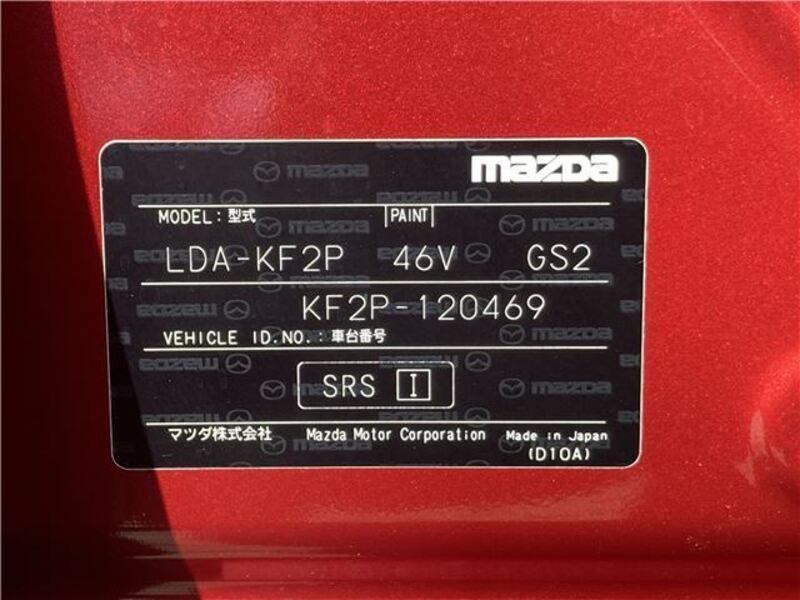 mazda
MODEL:型式 PAINT
LDA-KF2P 46V GS2
KF2P-120469
VEHICLE ID.NO.:車台番号
SRS I
マツダ株式会社 Mazda Motor Corporation Made in Japan
(D10A)